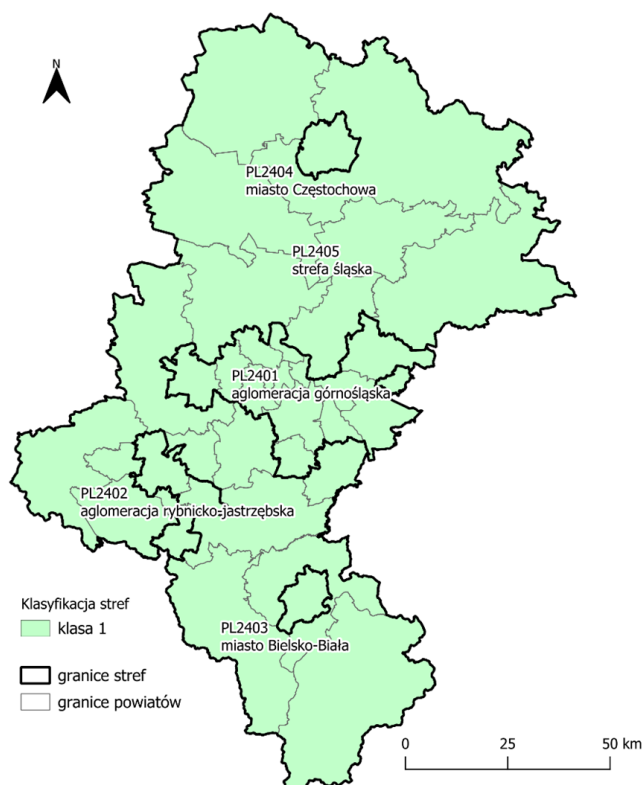 N
PL2404
miasto Częstochowa
PL2405
strefa śląska
PL2401
aglomeracja górnośląska
PL2402
aglomeracja rybnicko-jastrzębska
PL2403
miasto Bielsko-Biała
Klasyfikacja stref
klasa 1
granice stref
granice powiatów
0 25 50 km